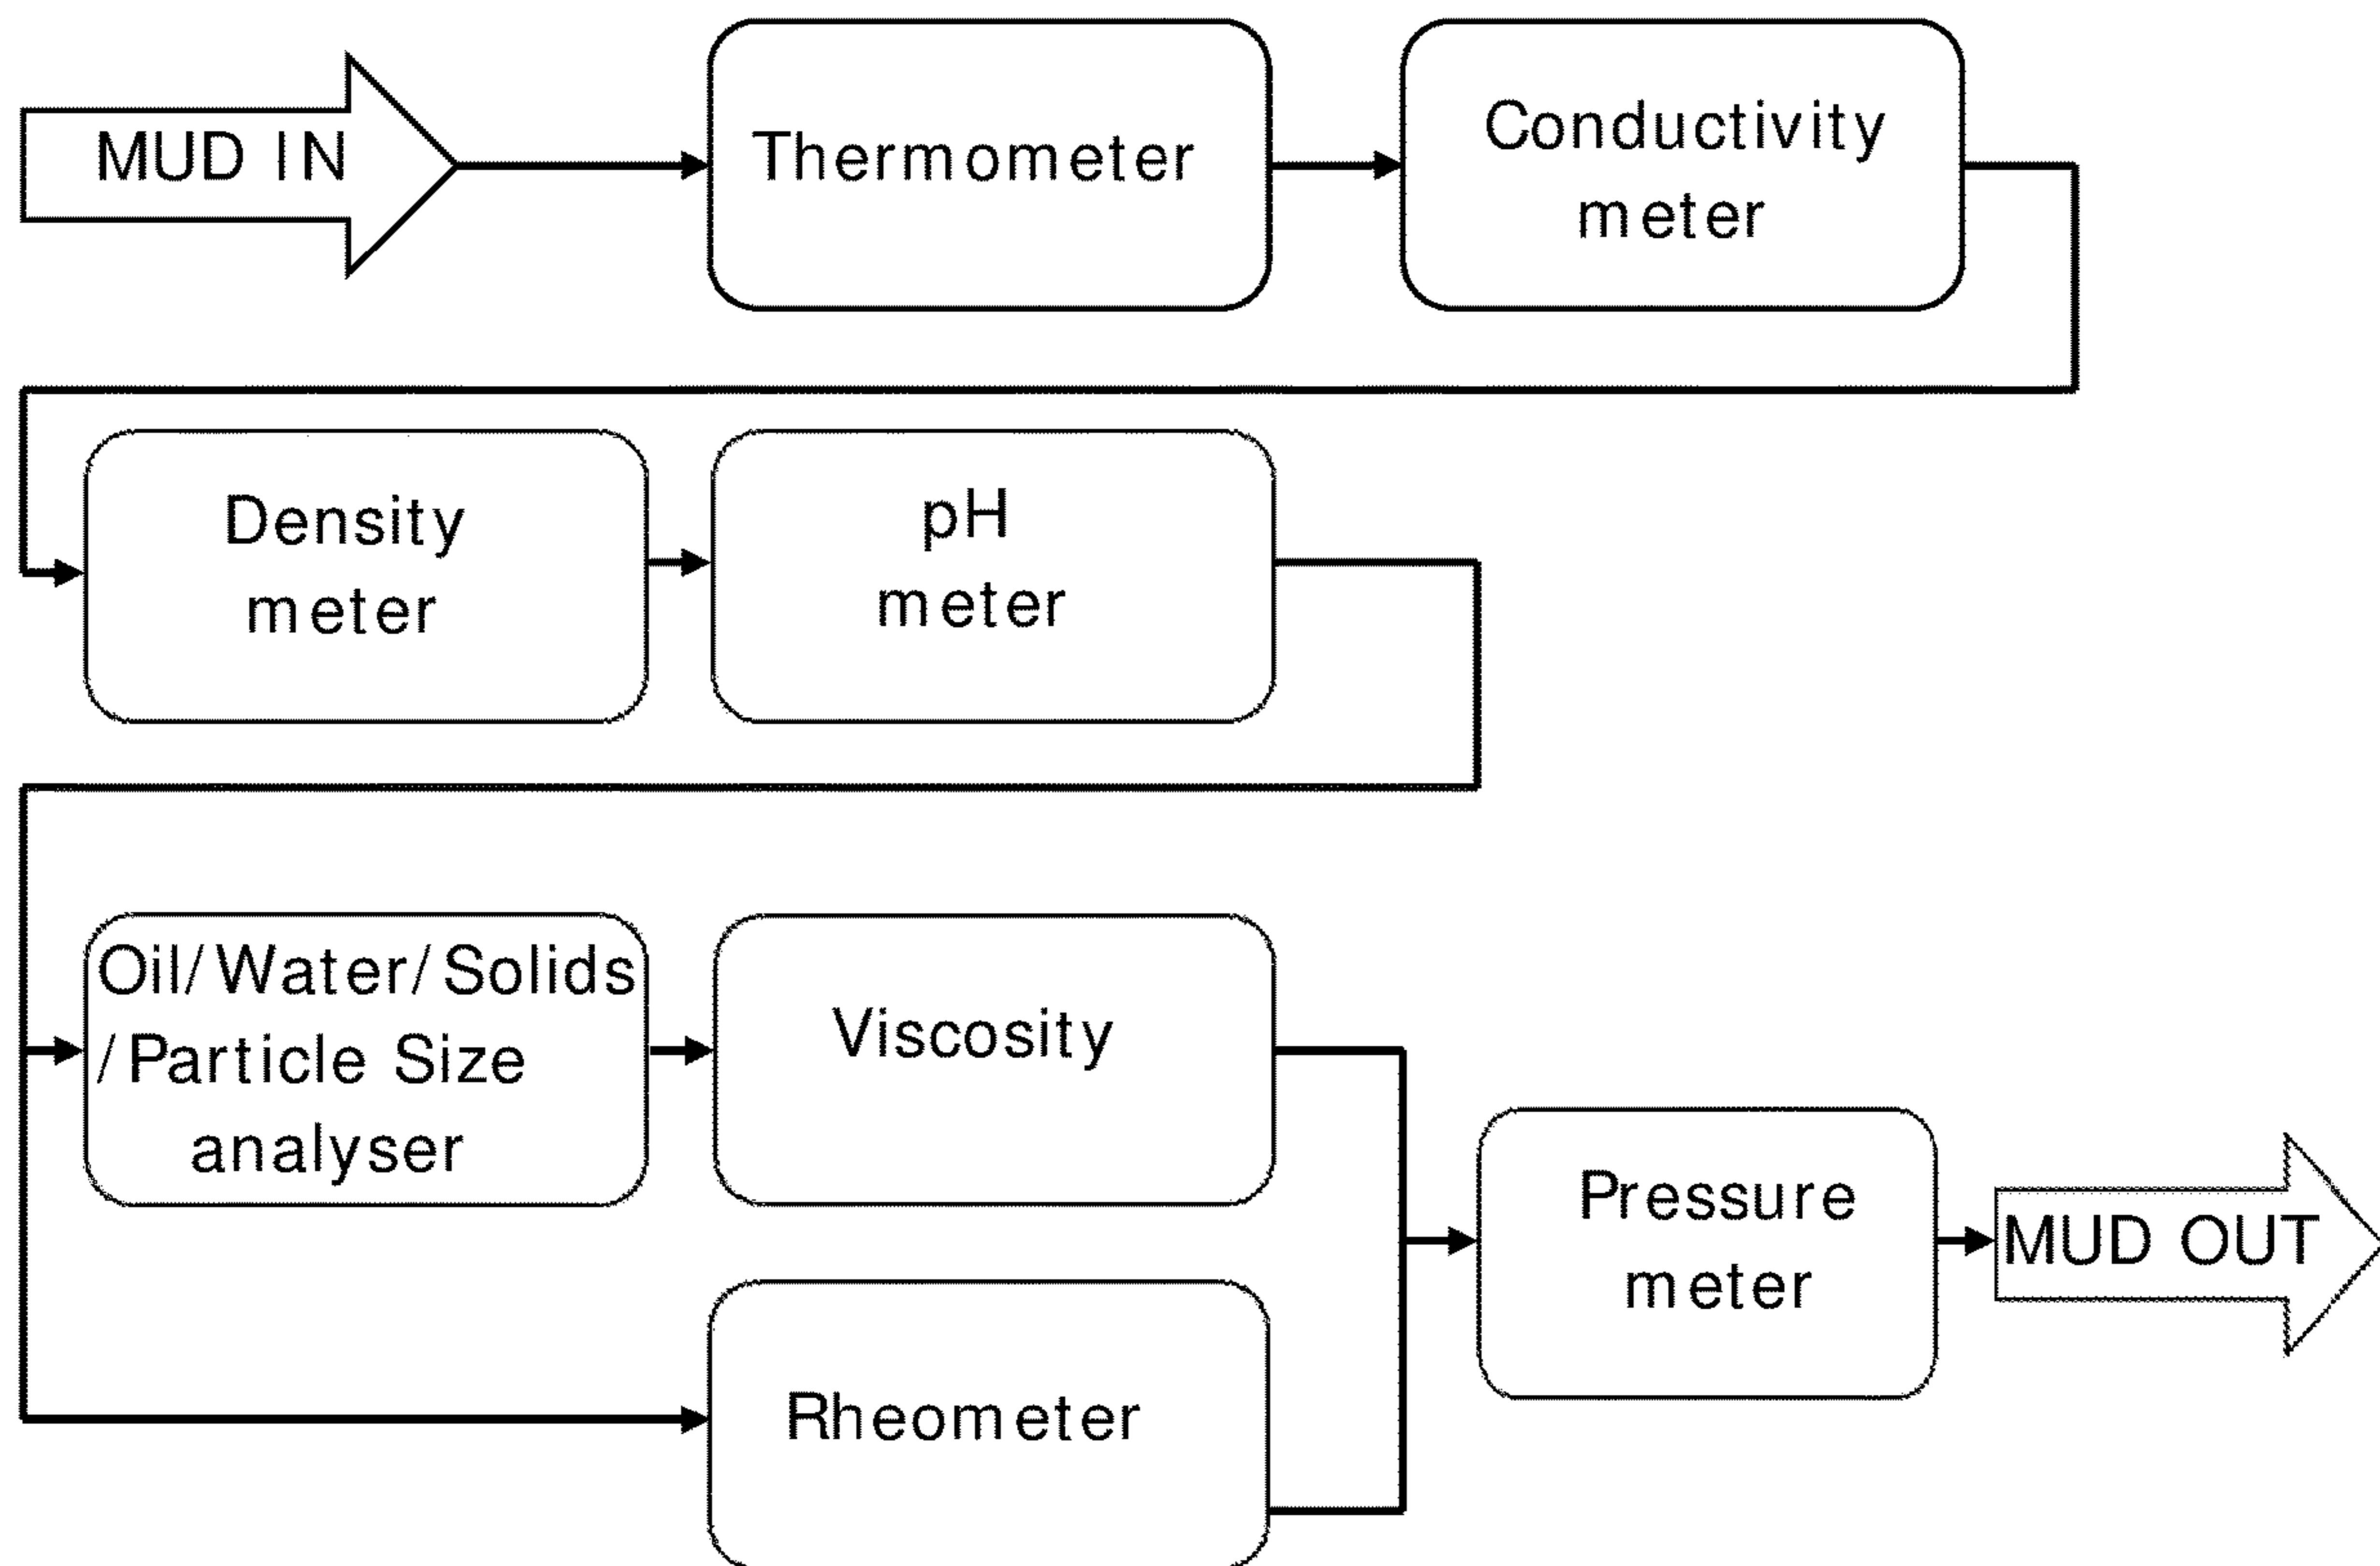 MUD IN
Thermometer
Conductivity
meter
Density
meter
pH
meter
Oil/Water/Solids
/Particle Size
analyser
Viscosity
Rheometer
Pressure
meter
MUD OUT